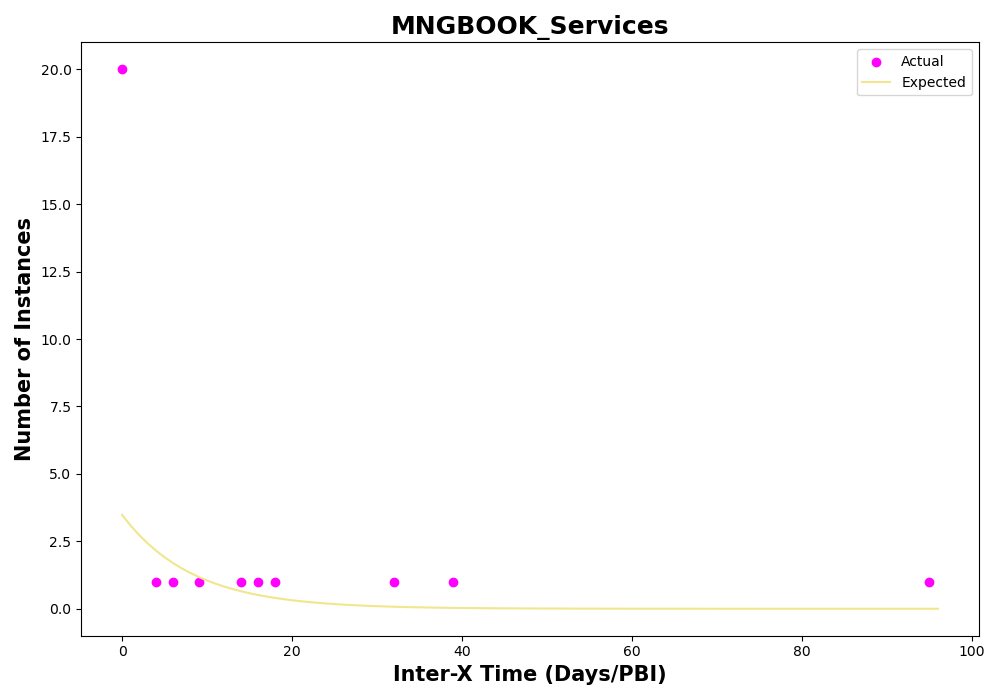 MNGBOOK_Services
Actual
Expected
20.0
17.5
15.0
12.5
10.0
7.5
5.0
2.5
0.0
Number of Instances
0 20 40 60 80 100
Inter-X Time (Days/PBI)